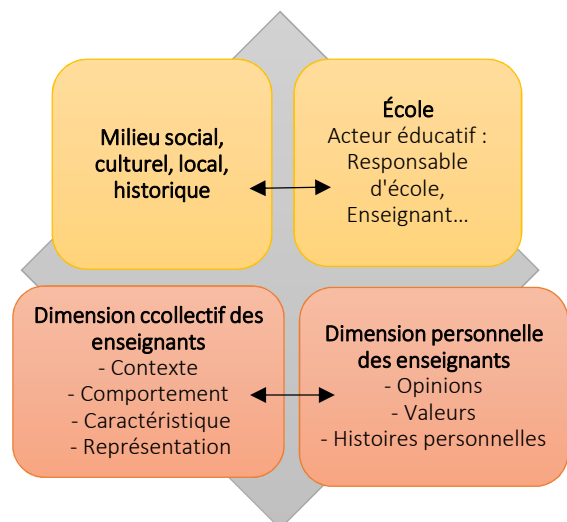 Milieu social,
culturel, local,
historique
École
Acteur éducatif :
Responsable
d'école,
Enseignant...
Dimension ccollectif des
enseignants
- Contexte
- Comportement
- Caractéristique
- Représentation
Dimension personnelle
des enseignants
- Opinions
- Valeurs
- Histoires personnelles